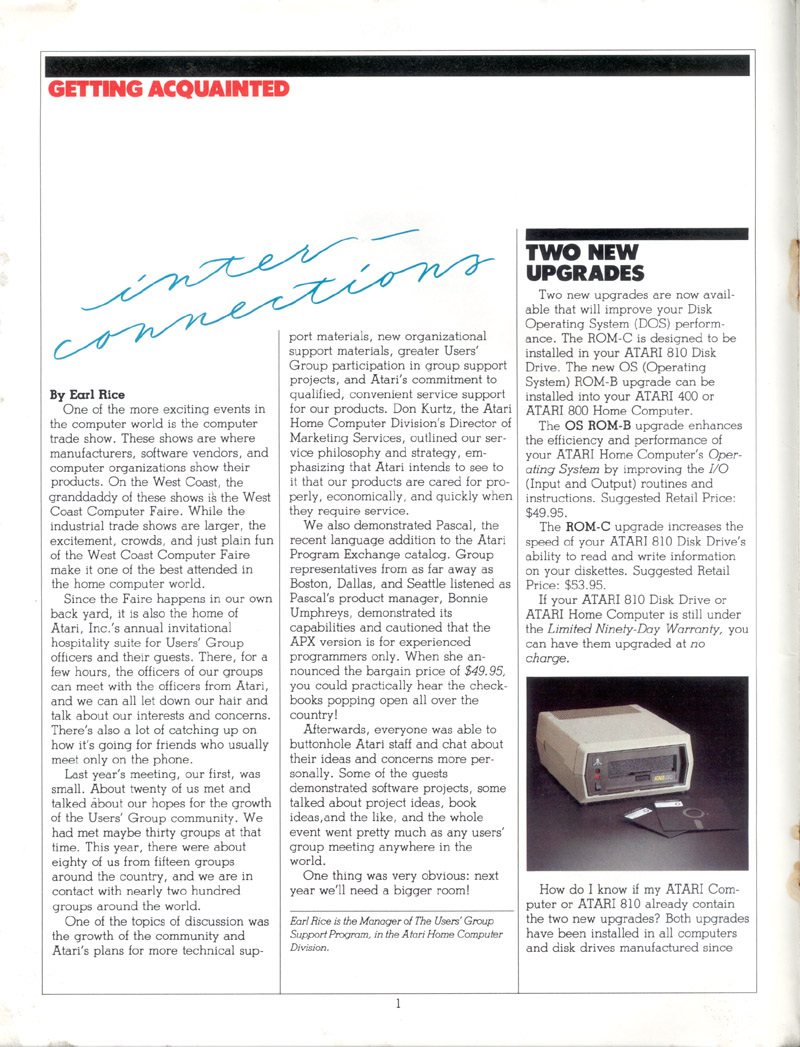 GETTING ACQUAINTED
inter-
connections
By Earl Rice
One of the more exciting events in
the computer world is the computer
trade show. These shows are where
manufacturers, software vendors, and
computer organizations show their
products. On the West Coast, the
granddaddy of these shows is the West
Coast Computer Faire. While the
industrial trade shows are larger, the
excitement, crowds, and just plain fun
of the West Coast Computer Faire
make it one of the best attended in
the home computer world.
Since the Faire happens in our own
back yard, it is also the home of
Atari, Inc.'s annual invitational
hospitality suite for Users' Group
officers and their guests. There, for a
few hours, the officers of our groups
can meet with the officers from Atari,
and we can all let down our hair and
talk about our interests and concerns.
There's also a lot of catching up on
how it's going for friends who usually
meet only on the phone.
Last year's meeting, our first, was
small. About twenty of us met and
talked about our hopes for the growth
of the Users' Group community. We
had met maybe thirty groups at that
time. This year, there were about
eighty of us from fifteen groups
around the country, and we are in
contact with nearly two hundred
groups around the world.
One of the topics of discussion was
the growth of the community and
Atari's plans for more technical sup-
port materials, new organizational
support materials, greater Users'
Group participation in group support
projects, and Atari's commitment to
qualified, convenient service support
for our products. Don Kurtz, the Atari
Home Computer Division's Director of
Marketing Services, outlined our ser-
vice philosophy and strategy, em-
phasizing that Atari intends to see to
it that our products are cared for pro-
perly, economically, and quickly when
they require service.
We also demonstrated Pascal, the
recent language addition to the Atari
Program Exchange catalog. Group
representatives from as far away as
Boston, Dallas, and Seattle listened as
Pascal's product manager, Bonnie
Umphreys, demonstrated its
capabilities and cautioned that the
APX version is for experienced
programmers only. When she an-
nounced the bargain price of $49.95,
you could practically hear the check-
books popping open all over the
country!
Afterwards, everyone was able to
buttonhole Atari staff and chat about
their ideas and concerns more per-
sonally. Some of the guests
demonstrated software projects, some
talked about project ideas, book
ideas,and the like, and the whole
event went pretty much as any users'
group meeting anywhere in the
world.
One thing was very obvious: next
year we'll need a bigger room!
Earl Rice is the Manager of The Users' Group
Support Program, in the Atari Home Computer
Division.
TWO NEW
UPGRADES
Two new upgrades are now avail-
able that will improve your Disk
Operating System (DOS) perform-
ance. The ROM-C is designed to be
installed in your ATARI 810 Disk
Drive. The new OS (Operating
System) ROM-B upgrade can be
installed into your ATARI 400 or
ATARI 800 Home Computer.
The OS ROM-B upgrade enhances
the efficiency and performance of
your ATARI Home Computer's Oper-
ating System by improving the I/O
(Input and Output) routines and
instructions. Suggested Retail Price:
$49.95.
The ROM-C upgrade increases the
speed of your ATARI 810 Disk Drive's
ability to read and write information
on your diskettes. Suggested Retail
Price: $53.95.
If your ATARI 810 Disk Drive or
ATARI Home Computer is still under
the Limited Ninety-Day Warranty, you
can have them upgraded at no
charge.
How do I know if my ATARI Com-
puter or ATARI 810 already contain
the two new upgrades? Both upgrades
have been installed in all computers
and disk drives manufactured since
1